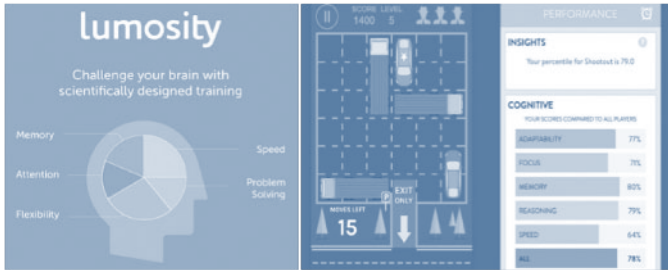 lumosity
Challenge your brain with
scientifically designed training
Memory
Attention
Flexibility
Speed
Problem
Solving
SCORE LEVEL
1400 5
EXIT
ONLY
P
MOVES LEFT
15
PERFORMANCE
INSIGHTS
?
Your percentile for Shootout is 79.0
COGNITIVE
YOUR SCORES COMPARED TO ALL PLAYERS
ADAPTABILITY 77%
FOCUS 71%
MEMORY 80%
REASONING 79%
SPEED 64%
ALL 78%